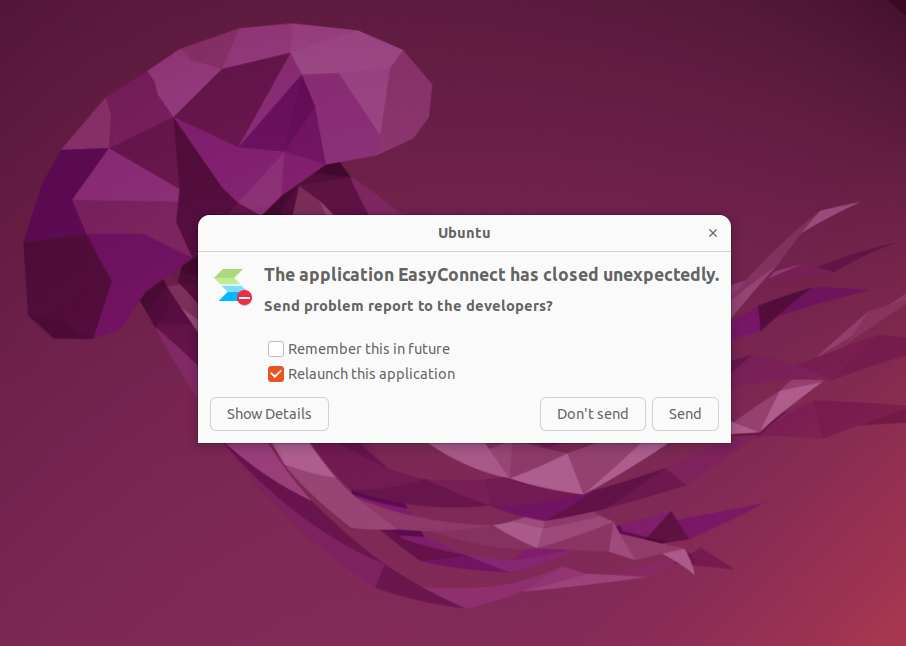 Ubuntu
The application EasyConnect has closed unexpectedly.
Send problem report to the developers?
Remember this in future
Relaunch this application
Show Details
Don't send
Send